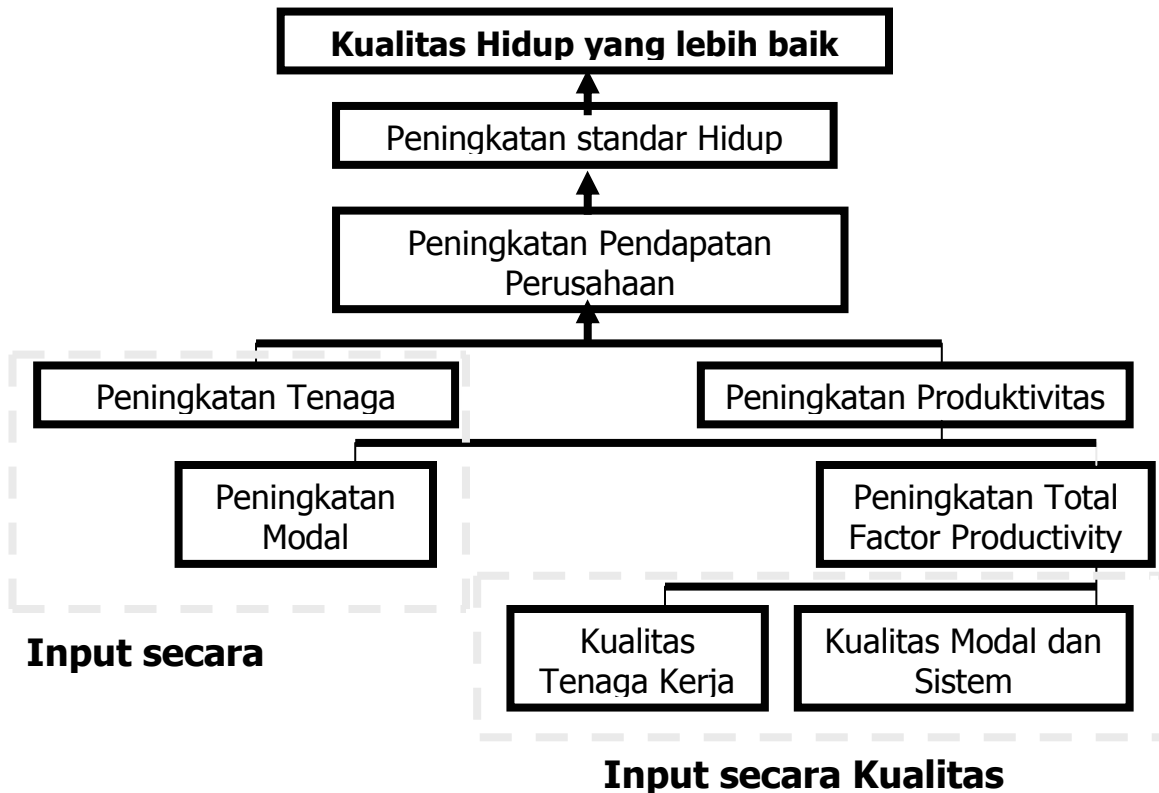 Kualitas Hidup yang lebih baik
Peningkatan standar Hidup
Peningkatan Pendapatan
Perusahaan
Peningkatan Tenaga
Peningkatan Produktivitas
Peningkatan
Modal
Peningkatan Total
Factor Productivity
Input secara
Kualitas
Tenaga Kerja
Kualitas Modal dan
Sistem
Input secara Kualitas